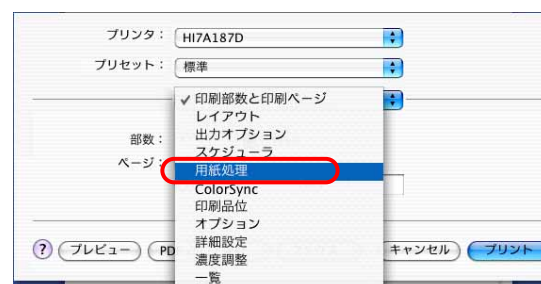 プリンタ： HI7A187D
プリセット： 標準
✓ 印刷部数と印刷ページ
レイアウト
部数： 出力オプション
スケジューラ
ページ： 用紙処理
ColorSync
印刷品位
オプション
? プレビュー PD 詳細設定 キャンセル プリント
濃度調整
一覧